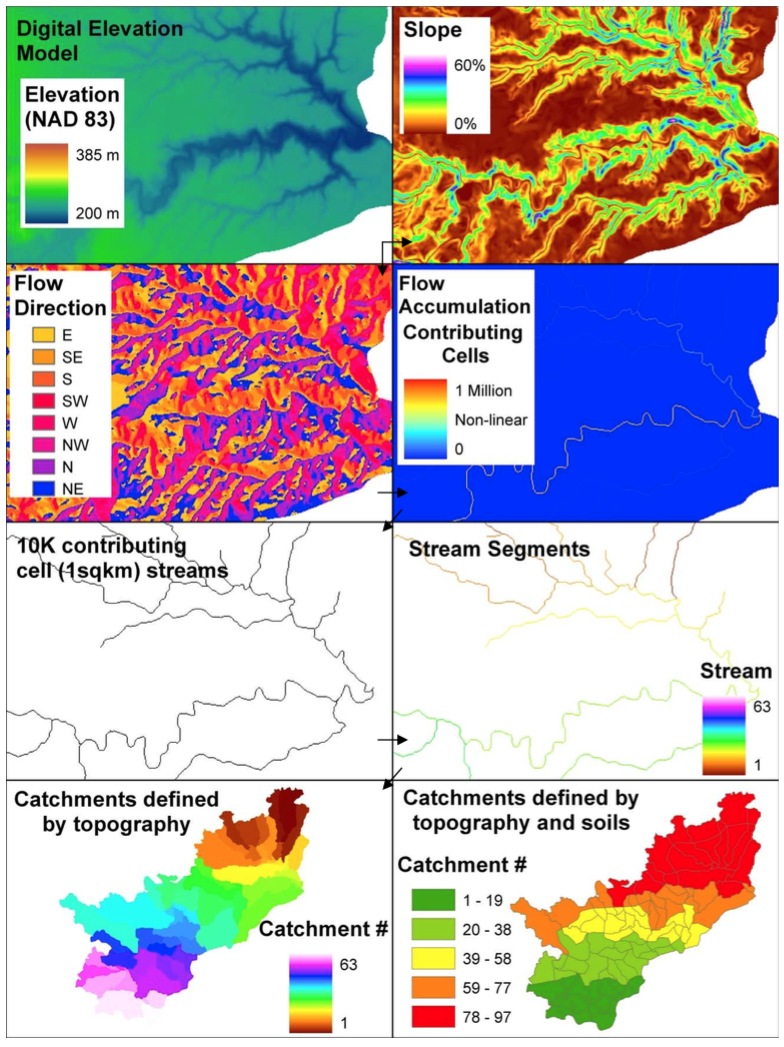 Digital Elevation
Model
Elevation
(NAD 83)
385 m
200 m
Slope
60%
0%
Flow
Direction
E
SE
S
SW
W
NW
N
NE
Flow
Accumulation
Contributing
Cells
1 Million
Non-linear
0
10K contributing
cell (1sqkm) streams
Stream Segments
Stream
63
1
Catchments defined
by topography
Catchment #
63
1
Catchments defined by
topography and soils
Catchment #
1 - 19
20 - 38
39 - 58
59 - 77
78 - 97